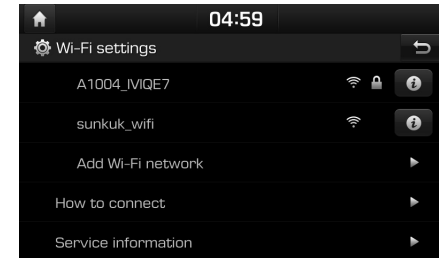 04:59
Wi-Fi settings
A1004_IVIQE7
sunkuk_wifi
Add Wi-Fi network
How to connect
Service information